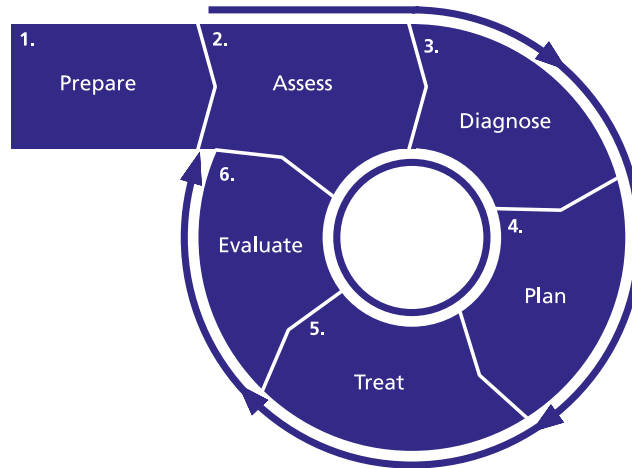 1.
Prepare
2.
Assess
3.
Diagnose
4.
Plan
5.
Treat
6.
Evaluate